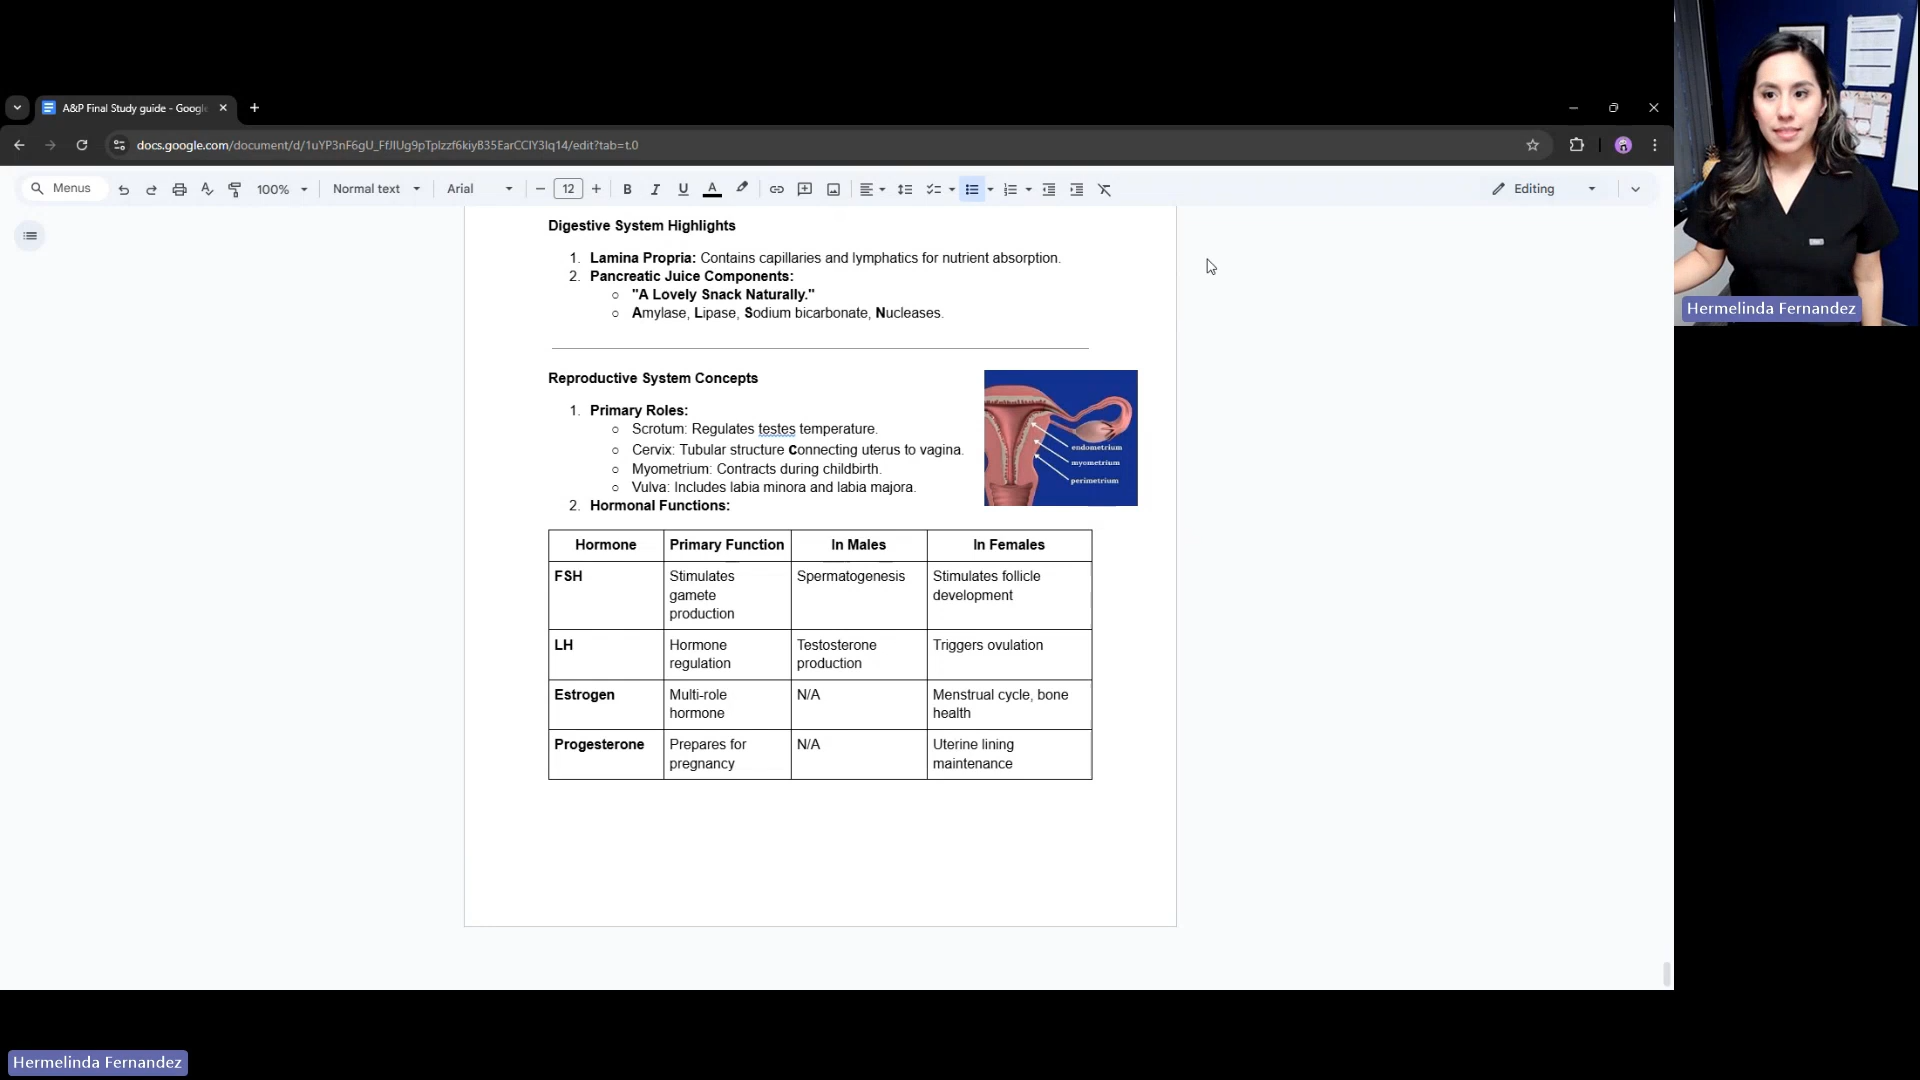 A&P Final Study guide - Googl
docs.google.com/document/d/1uYP3nF6gU_FfJIUg9pTplzzf6kiyB35EarCCIY3Iq14/edit?tab=t.0
Menus 100% Normal text Arial 12 Editing
Digestive System Highlights
1. Lamina Propria: Contains capillaries and lymphatics for nutrient absorption.
2. Pancreatic Juice Components:
○ "A Lovely Snack Naturally."
○ Amylase, Lipase, Sodium bicarbonate, Nucleases.
Reproductive System Concepts
1. Primary Roles:
○ Scrotum: Regulates testes temperature.
○ Cervix: Tubular structure connecting uterus to vagina.
○ Myometrium: Contracts during childbirth.
○ Vulva: Includes labia minora and labia majora.
2. Hormonal Functions:
endometrium
myometrium
perimetrium
Hormone Primary Function In Males In Females
FSH Stimulates gamete production Spermatogenesis Stimulates follicle development
LH Hormone regulation Testosterone production Triggers ovulation
Estrogen Multi-role hormone N/A Menstrual cycle, bone health
Progesterone Prepares for pregnancy N/A Uterine lining maintenance
Hermelinda Fernandez
Hermelinda Fernandez